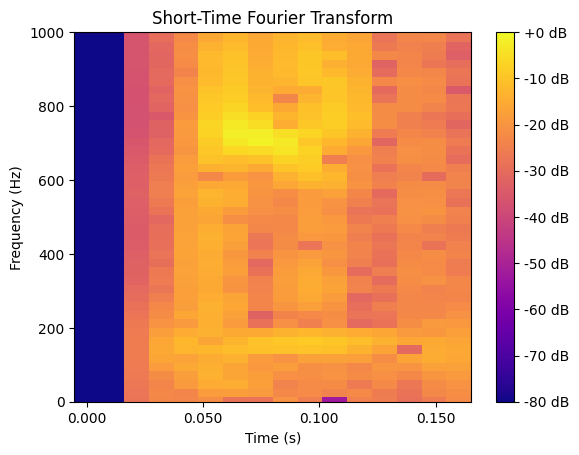 Short-Time Fourier Transform
Frequency (Hz)
1000
800
600
400
200
0
0.000
0.050
0.100
0.150
Time (s)
+0 dB
-10 dB
-20 dB
-30 dB
-40 dB
-50 dB
-60 dB
-70 dB
-80 dB